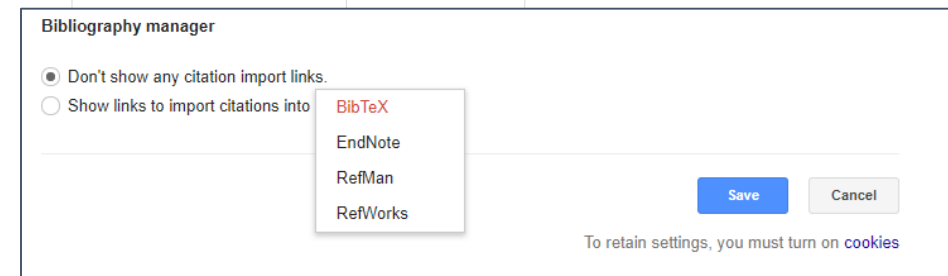 Bibliography manager
Don't show any citation import links.
Show links to import citations into
BibTeX
EndNote
RefMan
RefWorks
Save Cancel
To retain settings, you must turn on cookies